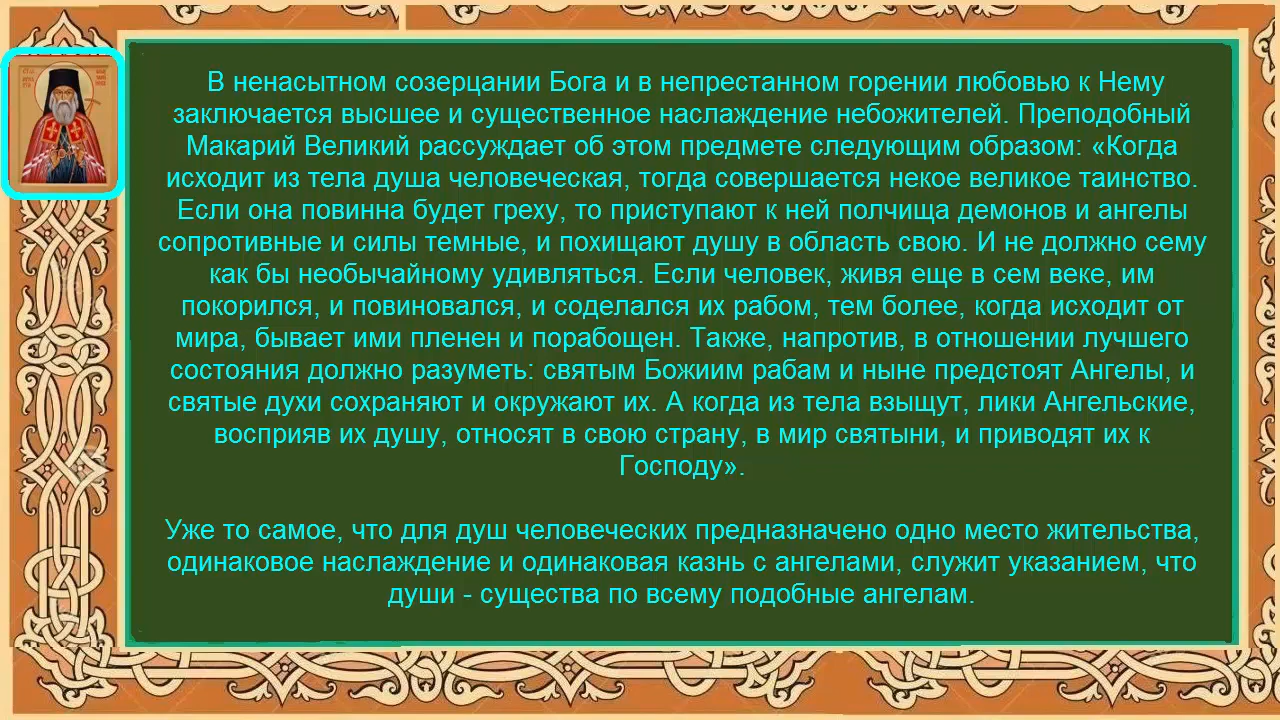 В ненасытном созерцании Бога и в непрестанном горении любовью к Нему
заключается высшее и существенное наслаждение небожителей. Преподобный
Макарий Великий рассуждает об этом предмете следующим образом: «Когда
исходит из тела душа человеческая, тогда совершается некое великое таинство.
Если она повинна будет греху, то приступают к ней полчища демонов и ангелы
сопротивные и силы темные, и похищают душу в область свою. И не должно сему
как бы необычайному удивляться. Если человек, живя еще в сем веке, им
покорился, и повиновался, и соделался их рабом, тем более, когда исходит от
мира, бывает ими пленен и порабощен. Также, напротив, в отношении лучшего
состояния должно разуметь: святым Божиим рабам и ныне предстоят Ангелы, и
святые духи сохраняют и окружают их. А когда из тела взыщут, лики Ангельские,
восприяв их душу, относят в свою страну, в мир святыни, и приводят их к
Господу».
Уже то самое, что для душ человеческих предназначено одно место жительства,
одинаковое наслаждение и одинаковая казнь с ангелами, служит указанием, что
души - существа по всему подобные ангелам.